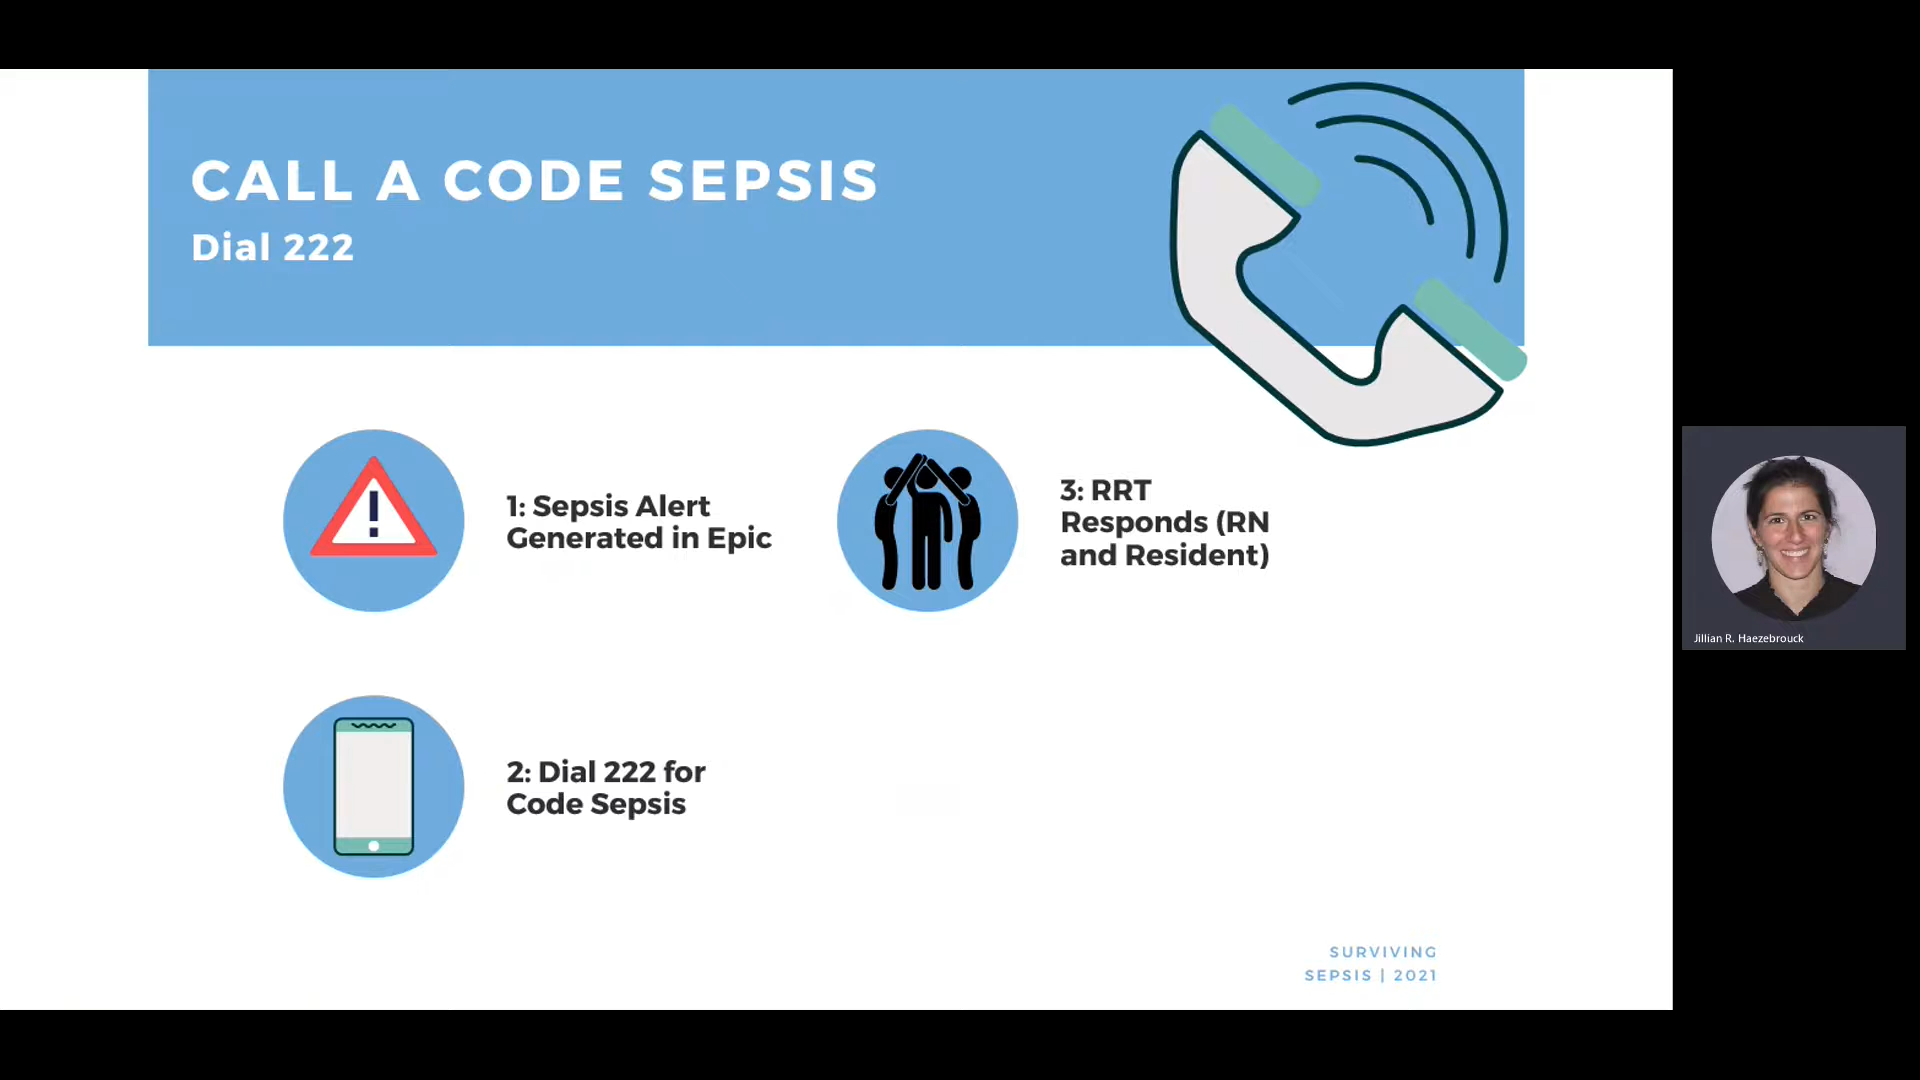 CALL A CODE SEPSIS
Dial 222
1: Sepsis Alert
Generated in Epic
2: Dial 222 for
Code Sepsis
3: RRT
Responds (RN
and Resident)
SURVIVING
SEPSIS | 2021
Jillian R. Haezebrouck